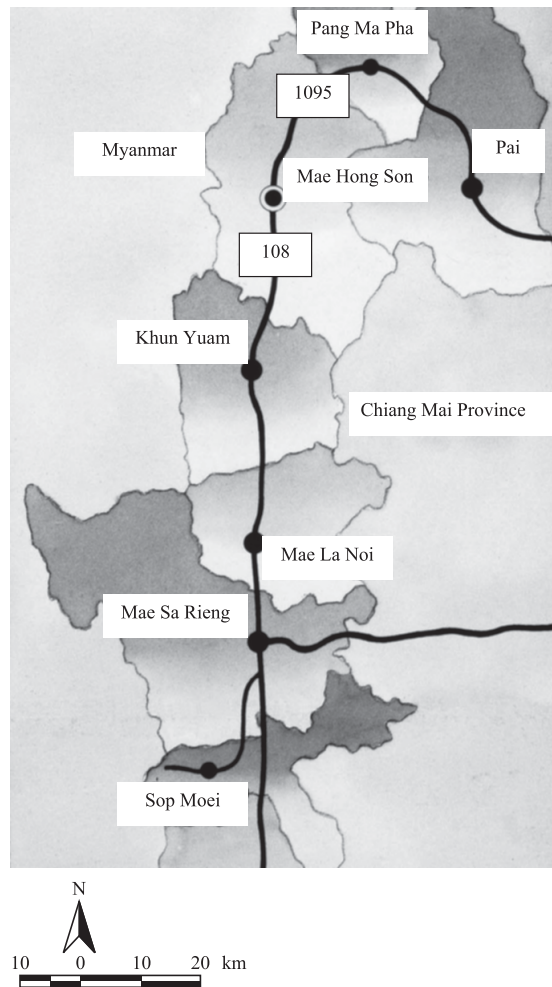 Pang Ma Pha
1095
Myanmar
Pai
Mae Hong Son
108
Khun Yuam
Chiang Mai Province
Mae La Noi
Mae Sa Rieng
Sop Moei
N
10 0 10 20 km